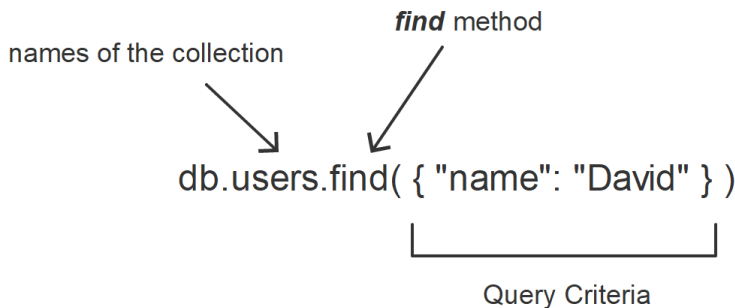 find method
names of the collection
db.users.find( { "name": "David" } )
Query Criteria